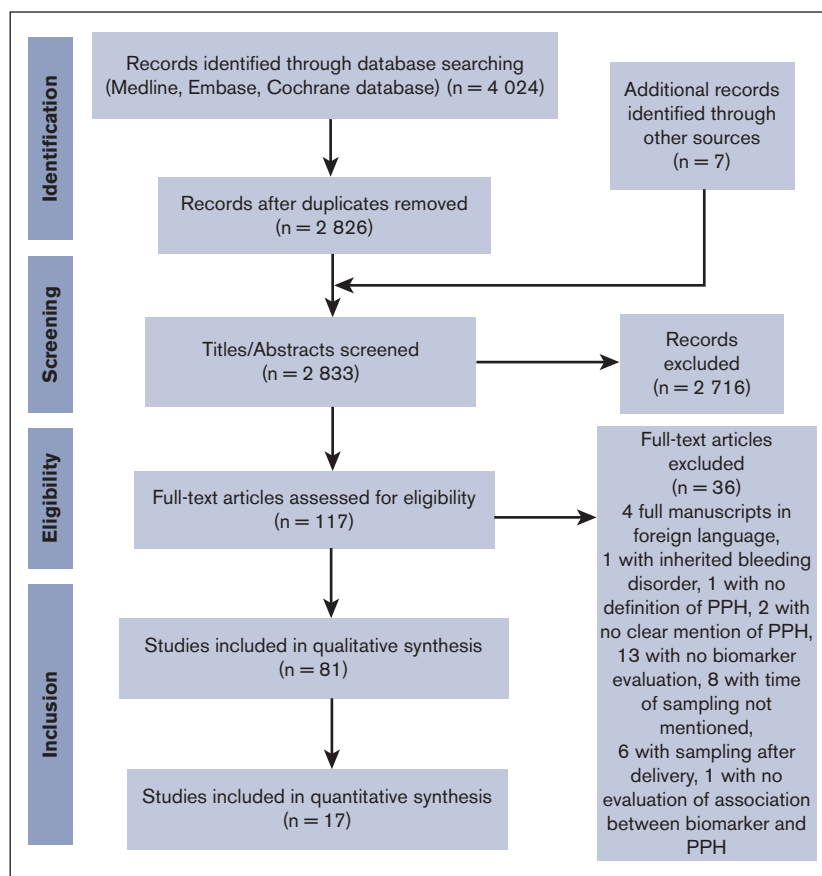 Identification
Records identified through database searching
(Medline, Embase, Cochrane database) (n = 4 024)
Additional records
identified through
other sources
(n = 7)
Records after duplicates removed
(n = 2 826)
Screening
Titles/Abstracts screened
(n = 2 833)
Records
excluded
(n = 2 716)
Eligibility
Full-text articles assessed for eligibility
(n = 117)
Full-text articles
excluded
(n = 36)
4 full manuscripts in
foreign language,
1 with inherited bleeding
disorder, 1 with no
definition of PPH, 2 with
no clear mention of PPH,
13 with no biomarker
evaluation, 8 with time
of sampling not
mentioned,
6 with sampling after
delivery, 1 with no
evaluation of association
between biomarker and
PPH
Inclusion
Studies included in qualitative synthesis
(n = 81)
Studies included in quantitative synthesis
(n = 17)